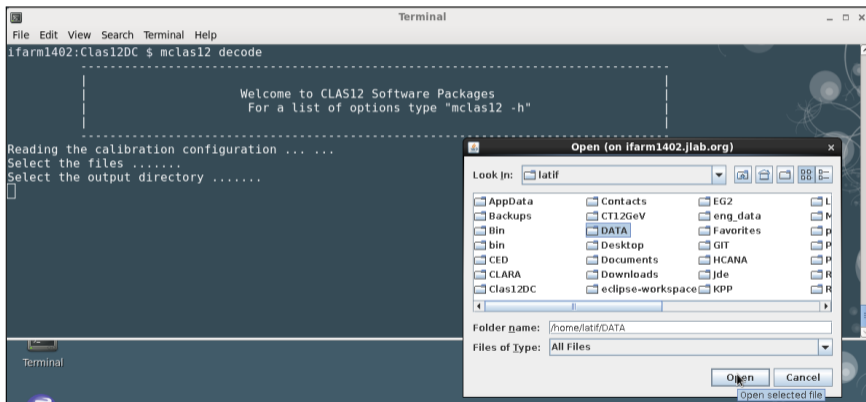 Terminal
File Edit View Search Terminal Help
ifarm1402:Clas12DC $ mclas12 decode
Welcome to CLAS12 Software Packages
For a list of options type "mclas12 -h"
Reading the calibration configuration ... ...
Select the files .......
Select the output directory .......
Open (on ifarm1402.jlab.org)
Look In: latif
AppData Contacts EG2 L
Backups CT12GeV eng_data M
Bin DATA Favorites p
bin Desktop GIT P
CED Documents HCANA P
CLARA Downloads Jde R
Clas12DC eclipse-workspace KPP R
Folder name: /home/latif/DATA
Files of Type: All Files
Open Cancel
Open selected file
Terminal